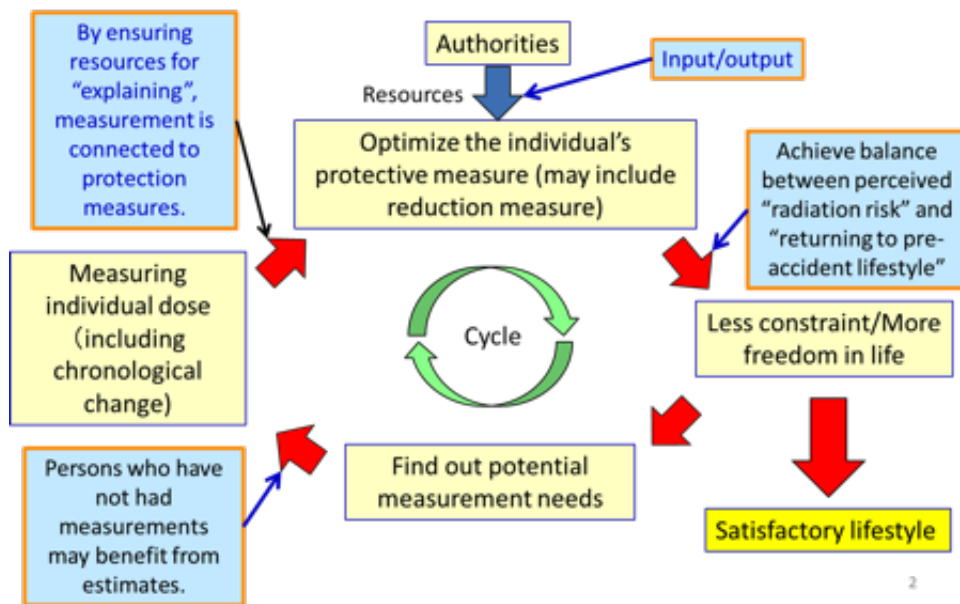 By ensuring
resources for
“explaining”,
measurement is
connected to
protection
measures.
Authorities
Input/output
Resources
Optimize the individual’s
protective measure (may include
reduction measure)
Achieve balance
between perceived
“radiation risk” and
“returning to pre-
accident lifestyle”
Measuring
individual dose
(including
chronological
change)
Cycle
Less constraint/More
freedom in life
Persons who have
not had
measurements
may benefit from
estimates.
Find out potential
measurement needs
Satisfactory lifestyle
2